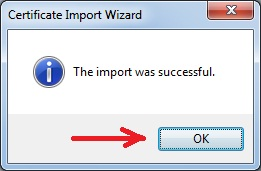 Certificate Import Wizard
The import was successful.
OK